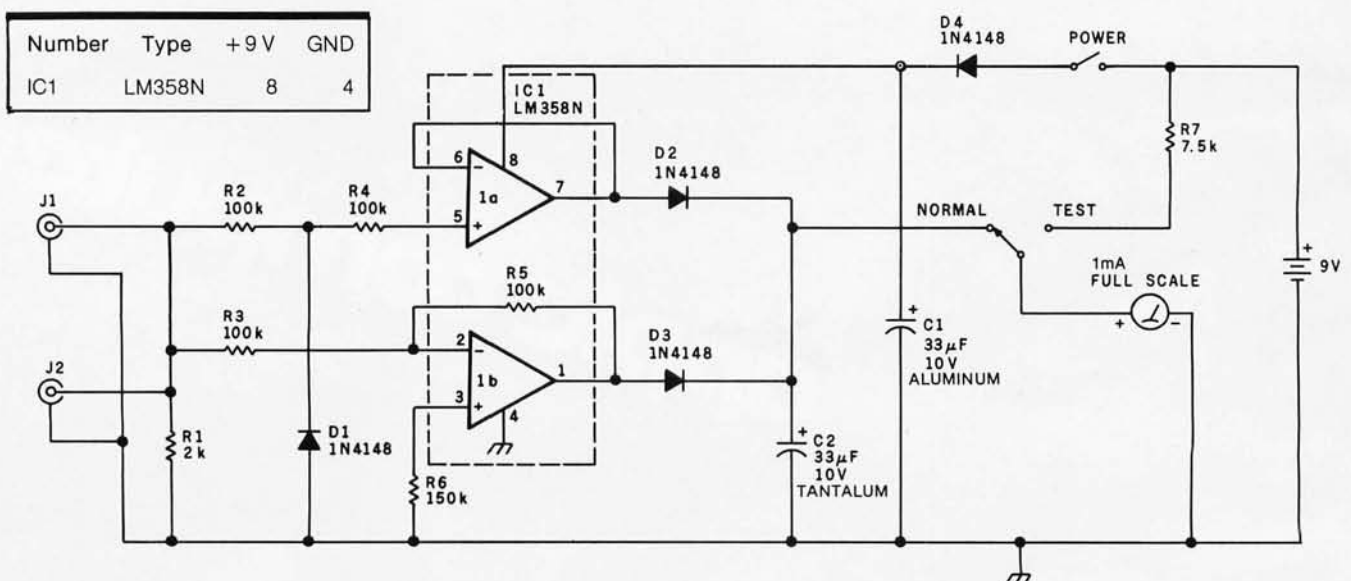 Number Type +9 V GND
IC1 LM358N 8 4
D4
1N4148
POWER
IC1
LM358N
R7
7.5k
6
−
8
D2
1N4148
R2
100k
R4
100k
1a
7
J1
5
+
NORMAL
TEST
R5
100k
1mA
FULL SCALE
+
−
+
9V
R3
100k
2
−
D3
1N4148
+
C1
33µF
10V
ALUMINUM
J2
1b
1
3
+
4
R1
2k
D1
1N4148
+
C2
33µF
10V
TANTALUM
R6
150k